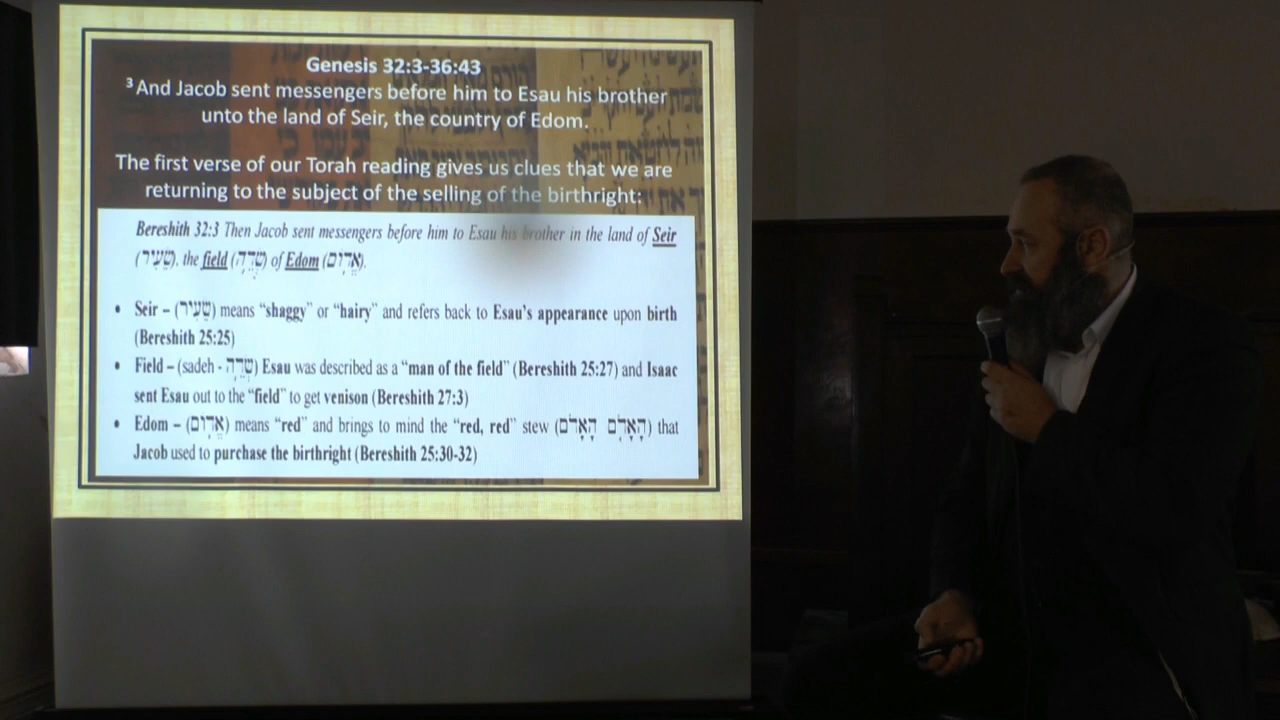 Genesis 32:3-36:43
³ And Jacob sent messengers before him to Esau his brother
unto the land of Seir, the country of Edom.
The first verse of our Torah reading gives us clues that we are
returning to the subject of the selling of the birthright:
Bereshith 32:3 Then Jacob sent messengers before him to Esau his brother in the land of Seir
(שֵׂעִיר), the field (שְׂדֵה) of Edom (אֱדוֹם).
• Seir – (שֵׂעִיר) means “shaggy” or “hairy” and refers back to Esau’s appearance upon birth
(Bereshith 25:25)
• Field – (sadeh - שְׂדֵה) Esau was described as a “man of the field” (Bereshith 25:27) and Isaac
sent Esau out to the “field” to get venison (Bereshith 27:3)
• Edom – (אֱדוֹם) means “red” and brings to mind the “red, red” stew (הָאָדֹם הָאָדֹם) that
Jacob used to purchase the birthright (Bereshith 25:30-32)